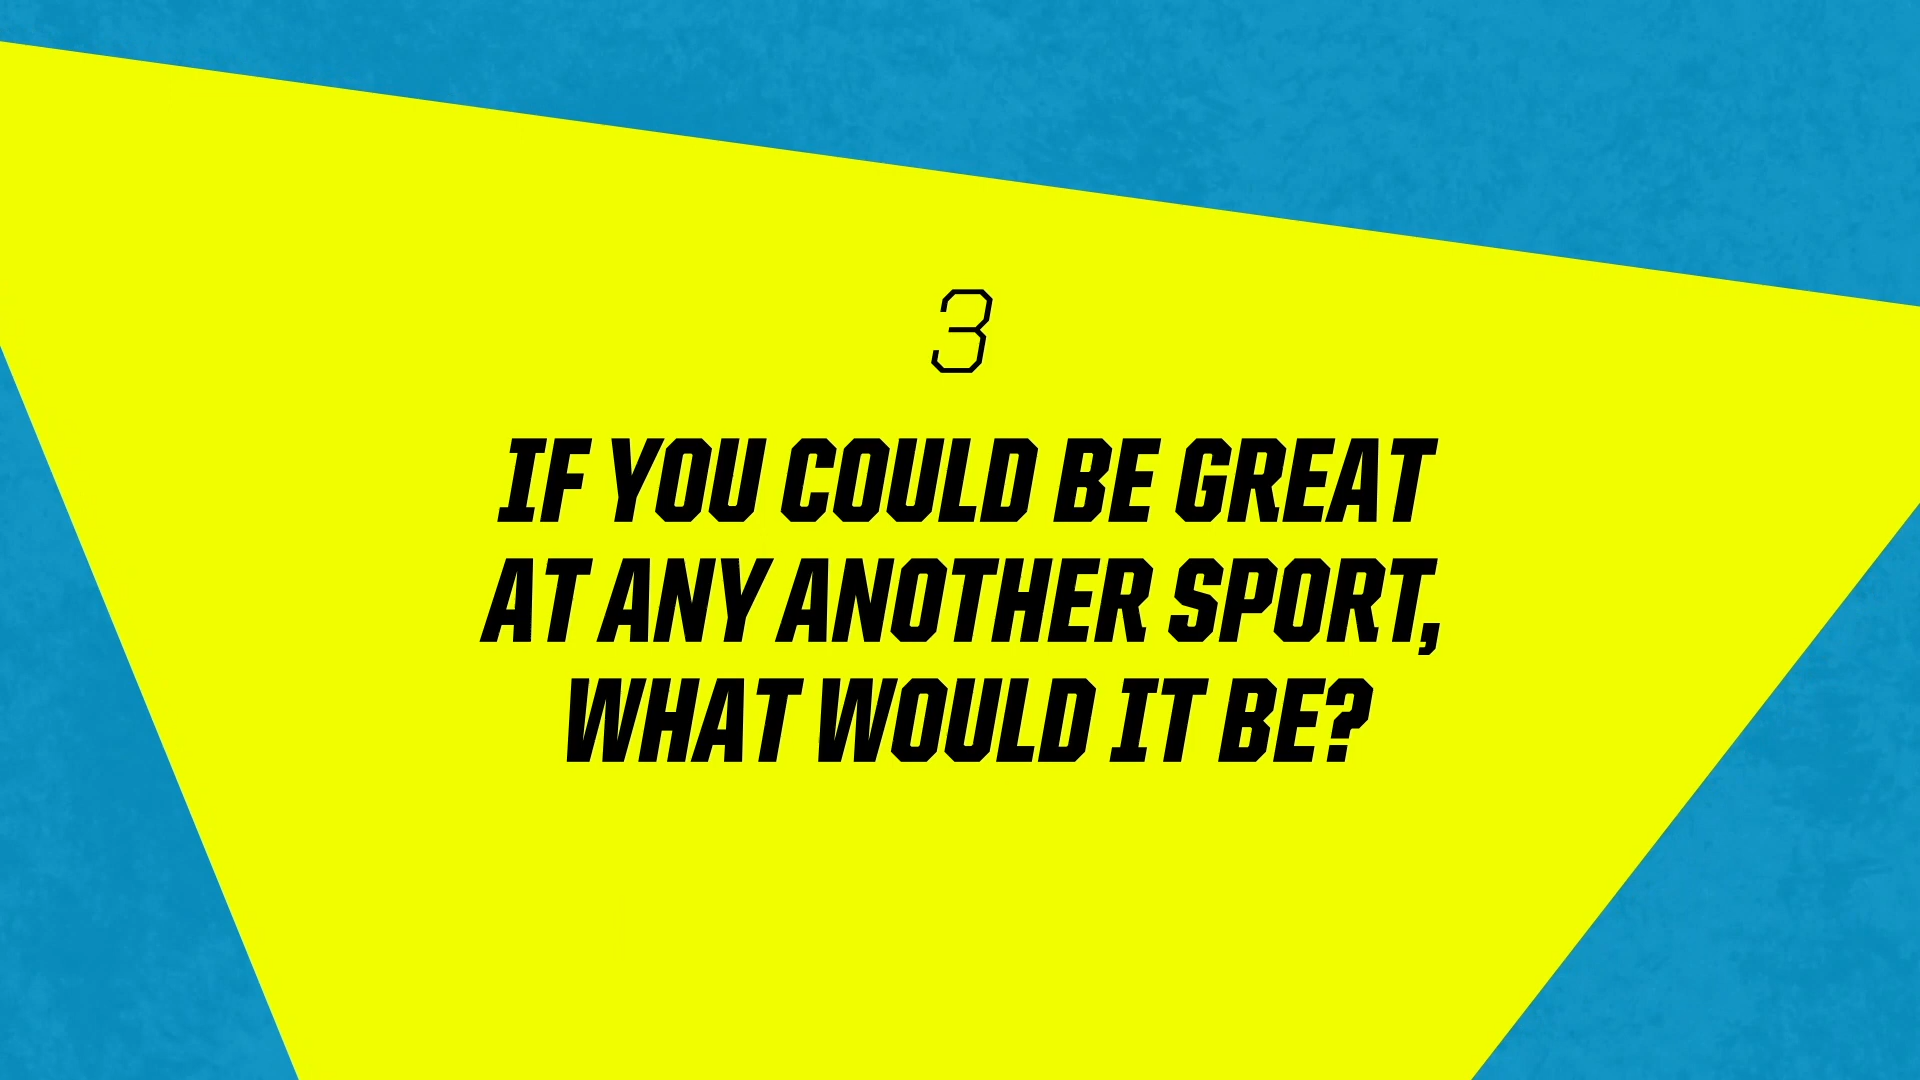 3
IF YOU COULD BE GREAT
AT ANY ANOTHER SPORT,
WHAT WOULD IT BE?